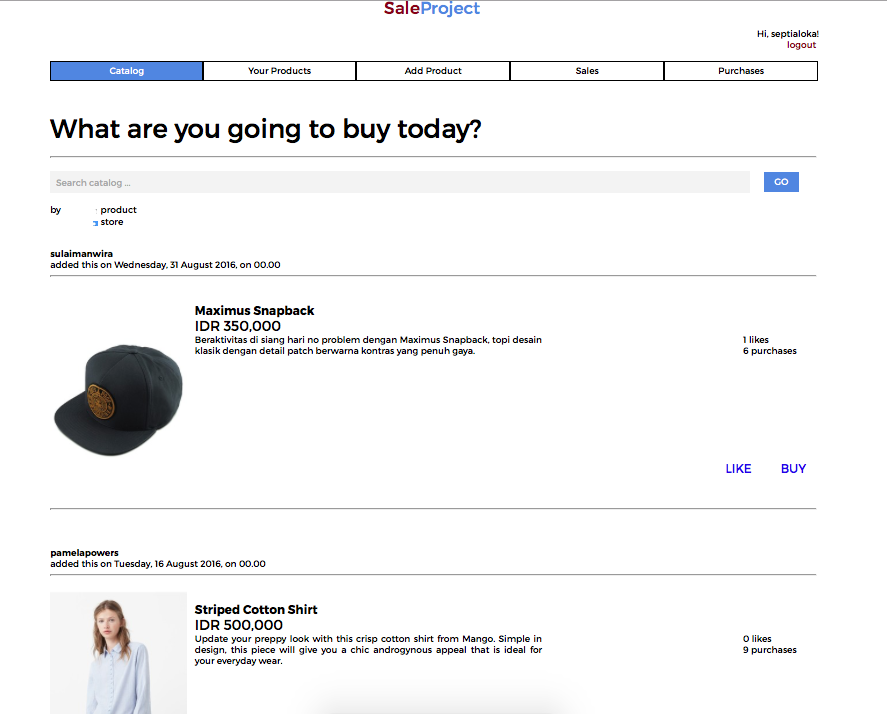 SaleProject
Hi, septialoka!
logout
Catalog
Your Products
Add Product
Sales
Purchases
What are you going to buy today?
Search catalog ...
GO
by
product
store
sulaimanwira
added this on Wednesday, 31 August 2016, on 00.00
Maximus Snapback
IDR 350,000
Beraktivitas di siang hari no problem dengan Maximus Snapback, topi desain
klasik dengan detail patch berwarna kontras yang penuh gaya.
1 likes
6 purchases
LIKE
BUY
pamelapowers
added this on Tuesday, 16 August 2016, on 00.00
Striped Cotton Shirt
IDR 500,000
Update your preppy look with this crisp cotton shirt from Mango. Simple in
design, this piece will give you a chic androgynous appeal that is ideal for
your everyday wear.
0 likes
9 purchases